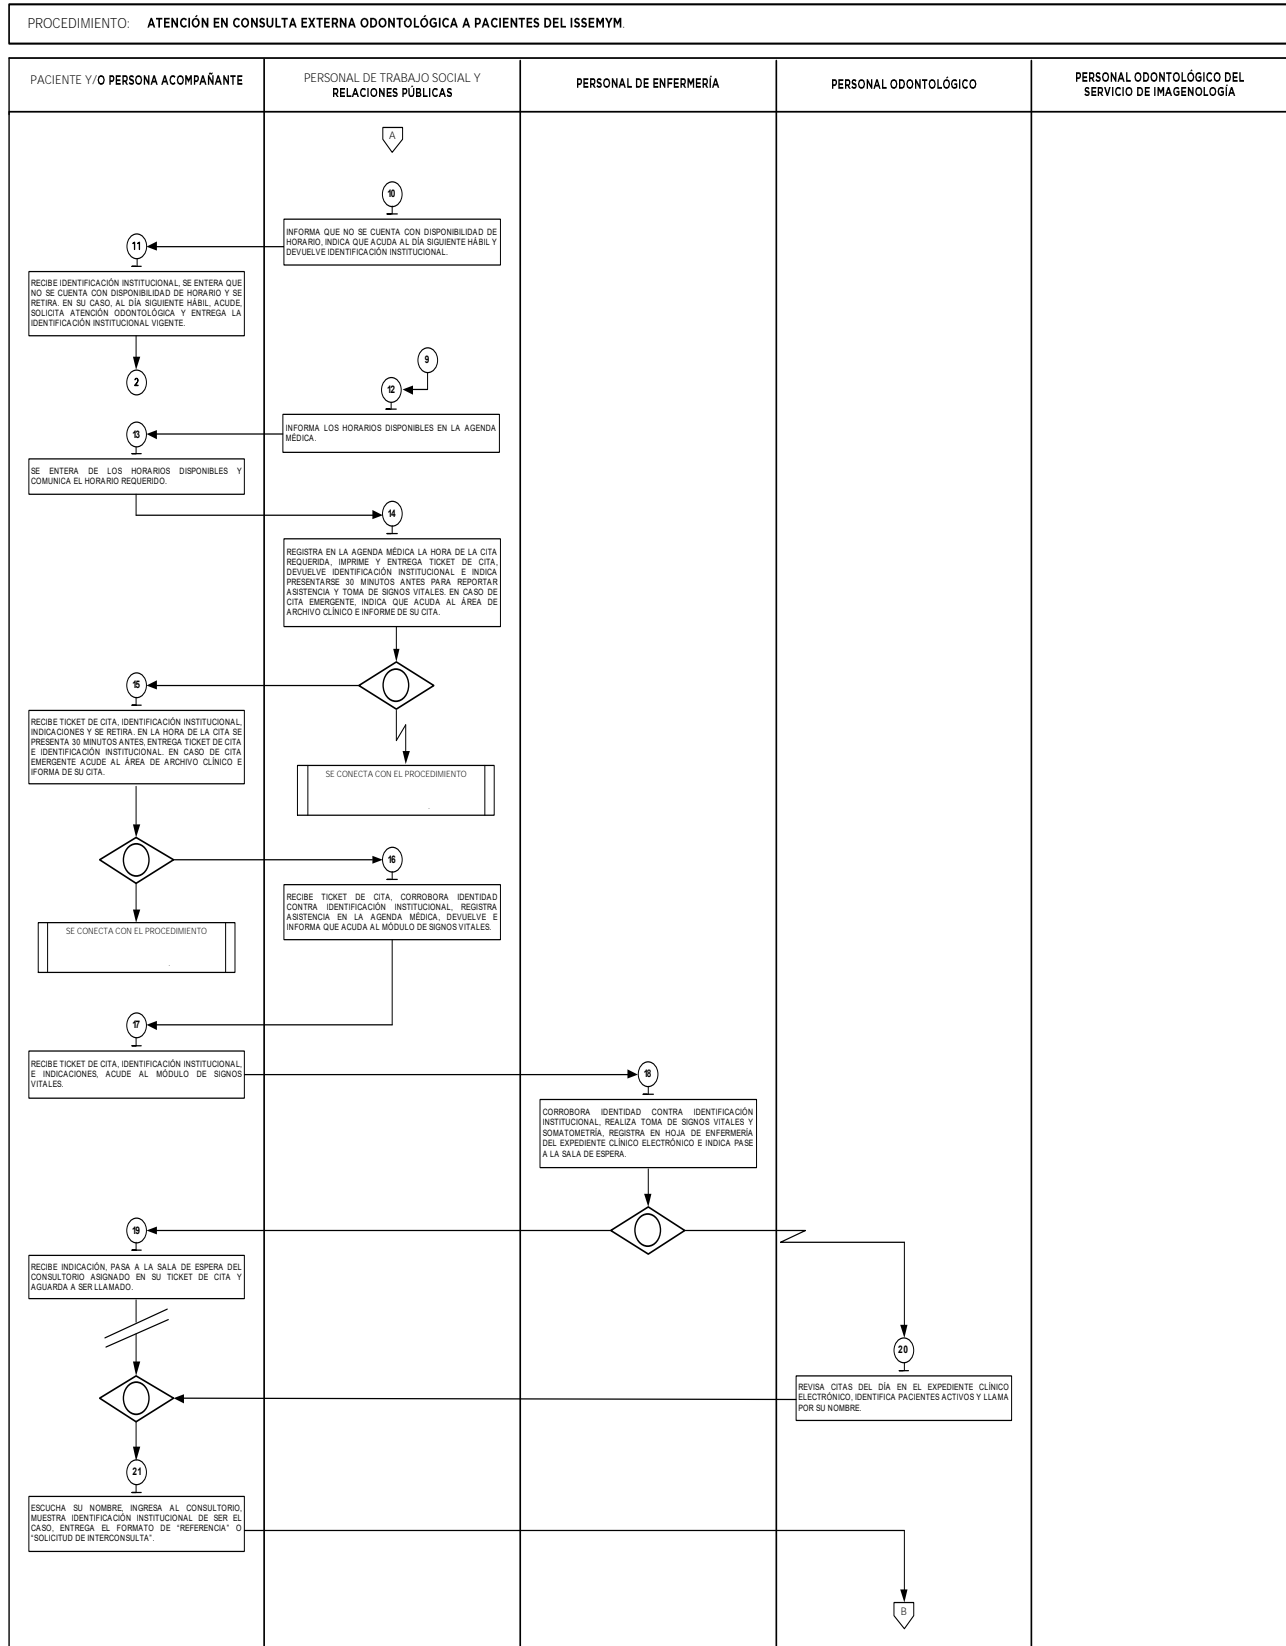 PROCEDIMIENTO: ATENCIÓN EN CONSULTA EXTERNA ODONTOLÓGICA A PACIENTES DEL ISSEMYM.
PACIENTE Y/O PERSONA ACOMPAÑANTE
PERSONAL DE TRABAJO SOCIAL Y
RELACIONES PÚBLICAS
PERSONAL DE ENFERMERÍA
PERSONAL ODONTOLÓGICO
PERSONAL ODONTOLÓGICO DEL
SERVICIO DE IMAGENOLOGÍA
A
10
INFORMA QUE NO SE CUENTA CON DISPONIBILIDAD DE
HORARIO, INDICA QUE ACUDA AL DÍA SIGUIENTE HÁBIL Y
DEVUELVE IDENTIFICACIÓN INSTITUCIONAL.
11
RECIBE IDENTIFICACIÓN INSTITUCIONAL, SE ENTERA QUE
NO SE CUENTA CON DISPONIBILIDAD DE HORARIO Y SE
RETIRA. EN SU CASO, AL DÍA SIGUIENTE HÁBIL, ACUDE,
SOLICITA ATENCIÓN ODONTOLÓGICA Y ENTREGA LA
IDENTIFICACIÓN INSTITUCIONAL VIGENTE.
2
9
12
INFORMA LOS HORARIOS DISPONIBLES EN LA AGENDA
MÉDICA.
13
SE ENTERA DE LOS HORARIOS DISPONIBLES Y
COMUNICA EL HORARIO REQUERIDO.
14
REGISTRA EN LA AGENDA MÉDICA LA HORA DE LA CITA
REQUERIDA, IMPRIME Y ENTREGA TICKET DE CITA,
DEVUELVE IDENTIFICACIÓN INSTITUCIONAL E INDICA
PRESENTARSE 30 MINUTOS ANTES PARA REPORTAR
ASISTENCIA Y TOMA DE SIGNOS VITALES. EN CASO DE
CITA EMERGENTE, INDICA QUE ACUDA AL ÁREA DE
ARCHIVO CLÍNICO E INFORME DE SU CITA.
15
RECIBE TICKET DE CITA, IDENTIFICACIÓN INSTITUCIONAL,
INDICACIONES Y SE RETIRA. EN LA HORA DE LA CITA SE
PRESENTA 30 MINUTOS ANTES, ENTREGA TICKET DE CITA
E IDENTIFICACIÓN INSTITUCIONAL. EN CASO DE CITA
EMERGENTE ACUDE AL ÁREA DE ARCHIVO CLÍNICO E
IFORMA DE SU CITA.
SE CONECTA CON EL PROCEDIMIENTO
.
16
RECIBE TICKET DE CITA, CORROBORA IDENTIDAD
CONTRA IDENTIFICACIÓN INSTITUCIONAL, REGISTRA
ASISTENCIA EN LA AGENDA MÉDICA, DEVUELVE E
INFORMA QUE ACUDA AL MÓDULO DE SIGNOS VITALES.
SE CONECTA CON EL PROCEDIMIENTO
.
17
RECIBE TICKET DE CITA, IDENTIFICACIÓN INSTITUCIONAL,
E INDICACIONES, ACUDE AL MÓDULO DE SIGNOS
VITALES.
18
CORROBORA IDENTIDAD CONTRA IDENTIFICACIÓN
INSTITUCIONAL, REALIZA TOMA DE SIGNOS VITALES Y
SOMATOMETRÍA, REGISTRA EN HOJA DE ENFERMERÍA
DEL EXPEDIENTE CLÍNICO ELECTRÓNICO E INDICA PASE
A LA SALA DE ESPERA.
19
RECIBE INDICACIÓN, PASA A LA SALA DE ESPERA DEL
CONSULTORIO ASIGNADO EN SU TICKET DE CITA Y
AGUARDA A SER LLAMADO.
20
REVISA CITAS DEL DÍA EN EL EXPEDIENTE CLÍNICO
ELECTRÓNICO, IDENTIFICA PACIENTES ACTIVOS Y LLAMA
POR SU NOMBRE.
21
ESCUCHA SU NOMBRE, INGRESA AL CONSULTORIO,
MUESTRA IDENTIFICACIÓN INSTITUCIONAL DE SER EL
CASO, ENTREGA EL FORMATO DE "REFERENCIA" O
"SOLICITUD DE INTERCONSULTA".
B